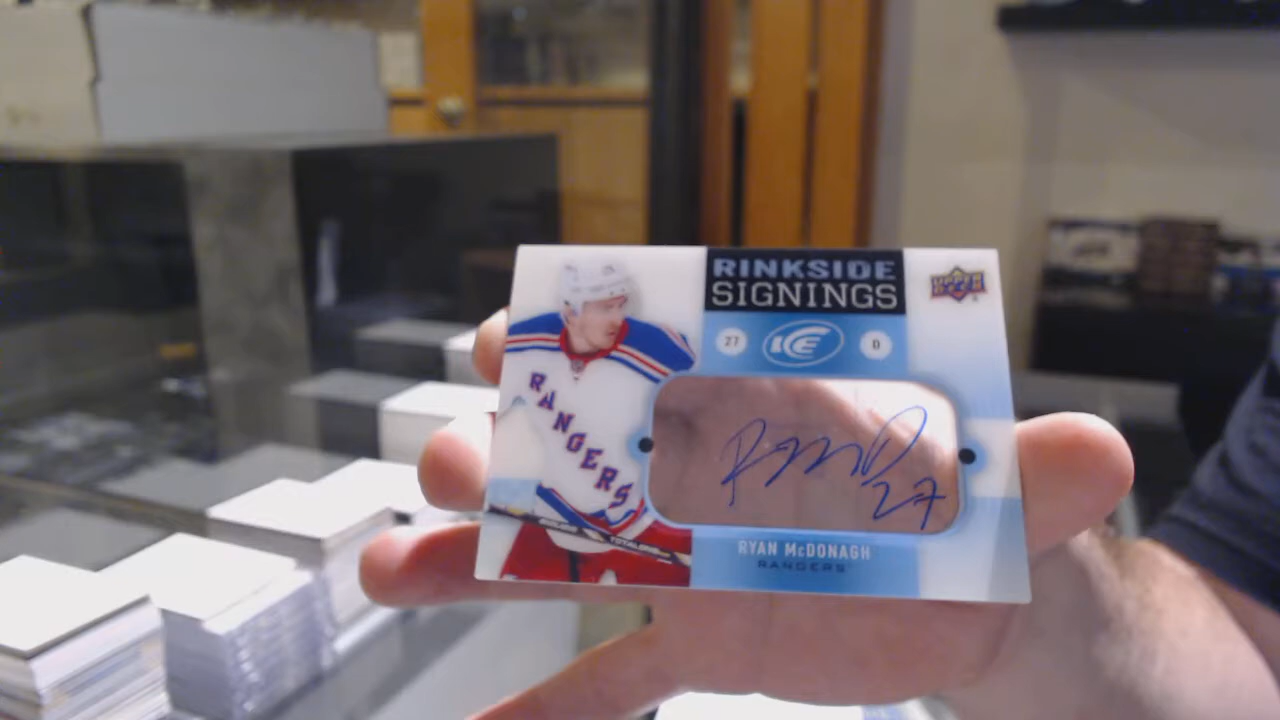 RINKSIDE
SIGNINGS
UPPER
DECK
27
ICE
D
RANGERS
27
RYAN McDONAGH
RANGERS